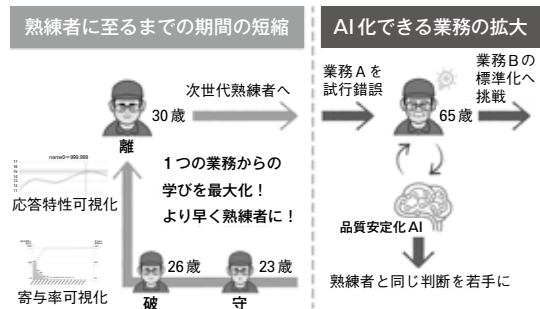 熟練者に至るまでの期間の短縮
AI化できる業務の拡大
次世代熟練者へ
30歳
離
1つの業務からの
学びを最大化！
より早く熟練者に！
応答特性可視化
寄与率可視化
26歳
破
23歳
守
業務Aを
試行錯誤
65歳
業務Bの
標準化へ
挑戦
品質安定化AI
熟練者と同じ判断を若手に